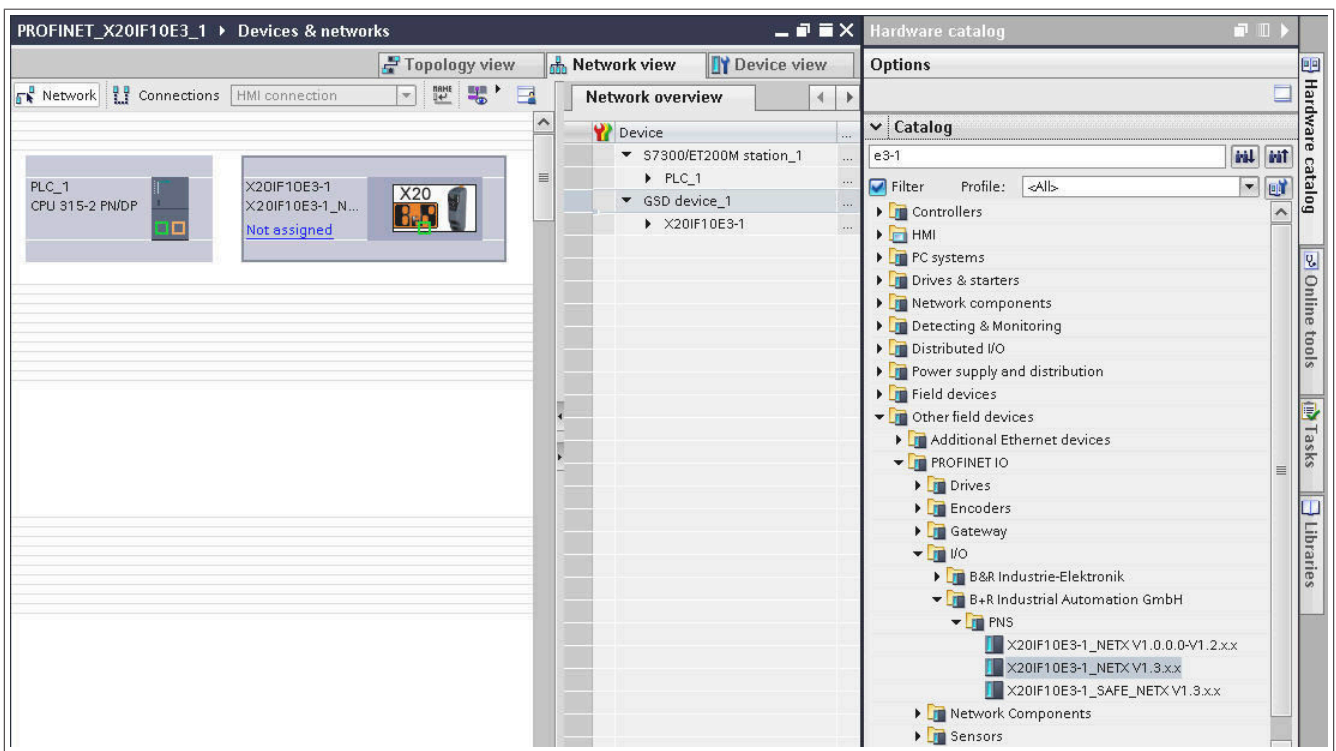 PROFINET_X20IF10E3_1 ▸ Devices & networks
Topology view
Network view
Device view
Network
Connections
HMI connection
PLC_1
CPU 315-2 PN/DP
X20IF10E3-1
X20IF10E3-1_N...
Not assigned
X20
Network overview
Device
...
S7300/ET200M station_1
...
PLC_1
...
GSD device_1
...
X20IF10E3-1
...
Hardware catalog
Options
Catalog
e3-1
Filter
Profile:
<All>
Controllers
HMI
PC systems
Drives & starters
Network components
Detecting & Monitoring
Distributed I/O
Power supply and distribution
Field devices
Other field devices
Additional Ethernet devices
PROFINET IO
Drives
Encoders
Gateway
I/O
B&R Industrie-Elektronik
B+R Industrial Automation GmbH
PNS
X20IF10E3-1_NETX V1.0.0.0-V1.2.x.x
X20IF10E3-1_NETX V1.3.x.x
X20IF10E3-1_SAFE_NETX V1.3.x.x
Network Components
Sensors
Hardware catalog
Online tools
Tasks
Libraries